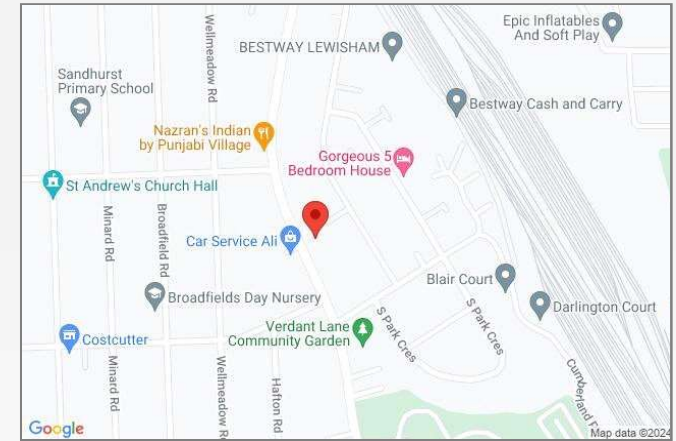 Epic Inflatables
And Soft Play
BESTWAY LEWISHAM
Wellmeadow Rd
Sandhurst
Primary School
Bestway Cash and Carry
Nazran's Indian
by Punjabi Village
Gorgeous 5
Bedroom House
St Andrew's Church Hall
Minard Rd
Broadfield Rd
Car Service Ali
Blair Court
Broadfields Day Nursery
Darlington Court
Verdant Lane
Community Garden
S Park Cres
S Park Cres
Costcutter
Minard Rd
Wellmeadow
Hafton Rd
Cumberland
Google
Map data ©2024